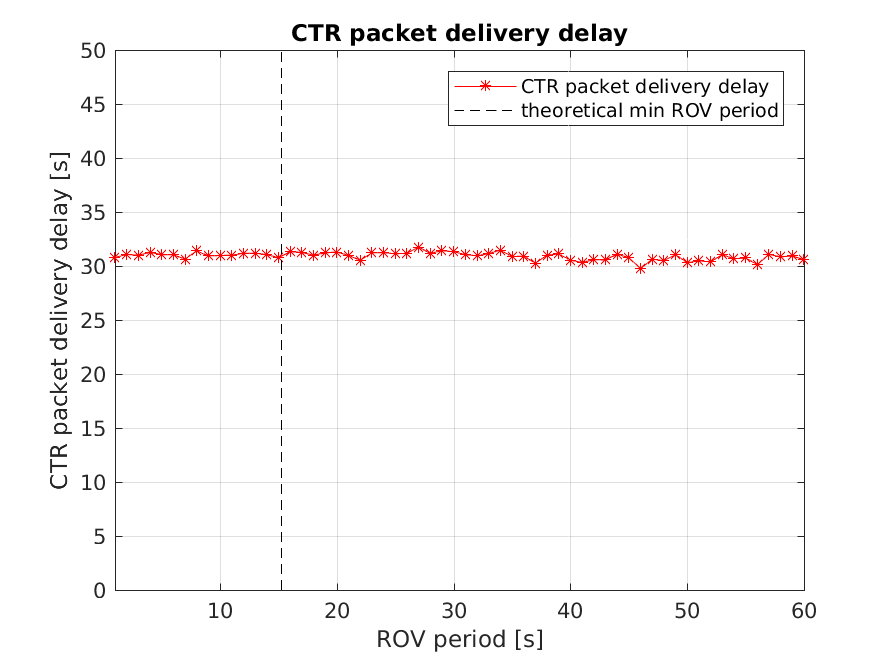 CTR packet delivery delay
CTR packet delivery delay
theoretical min ROV period
CTR packet delivery delay [s]
50
45
40
35
30
25
20
15
10
5
0
10 20 30 40 50 60
ROV period [s]